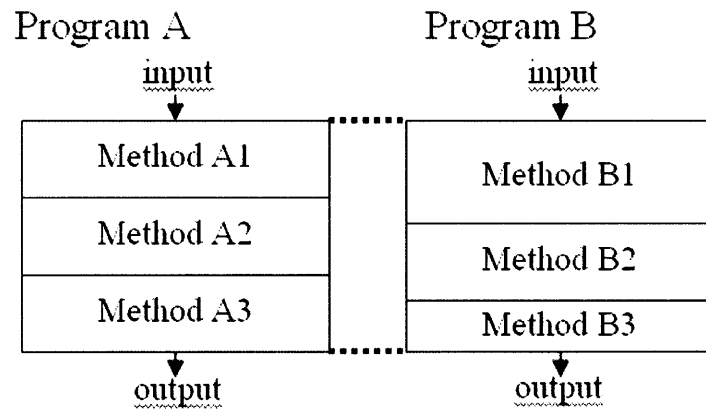 Program A
input
Method A1
Method A2
Method A3
output
Program B
input
Method B1
Method B2
Method B3
output